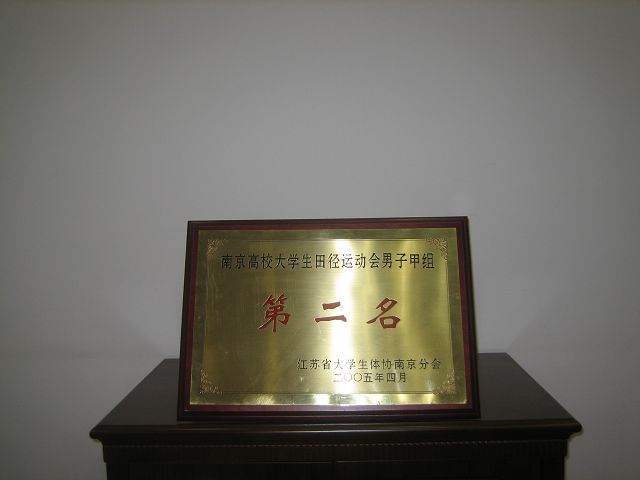 南京高校大学生田径运动会男子甲组
第二名
江苏省大学生体协南京分会
二〇〇五年四月